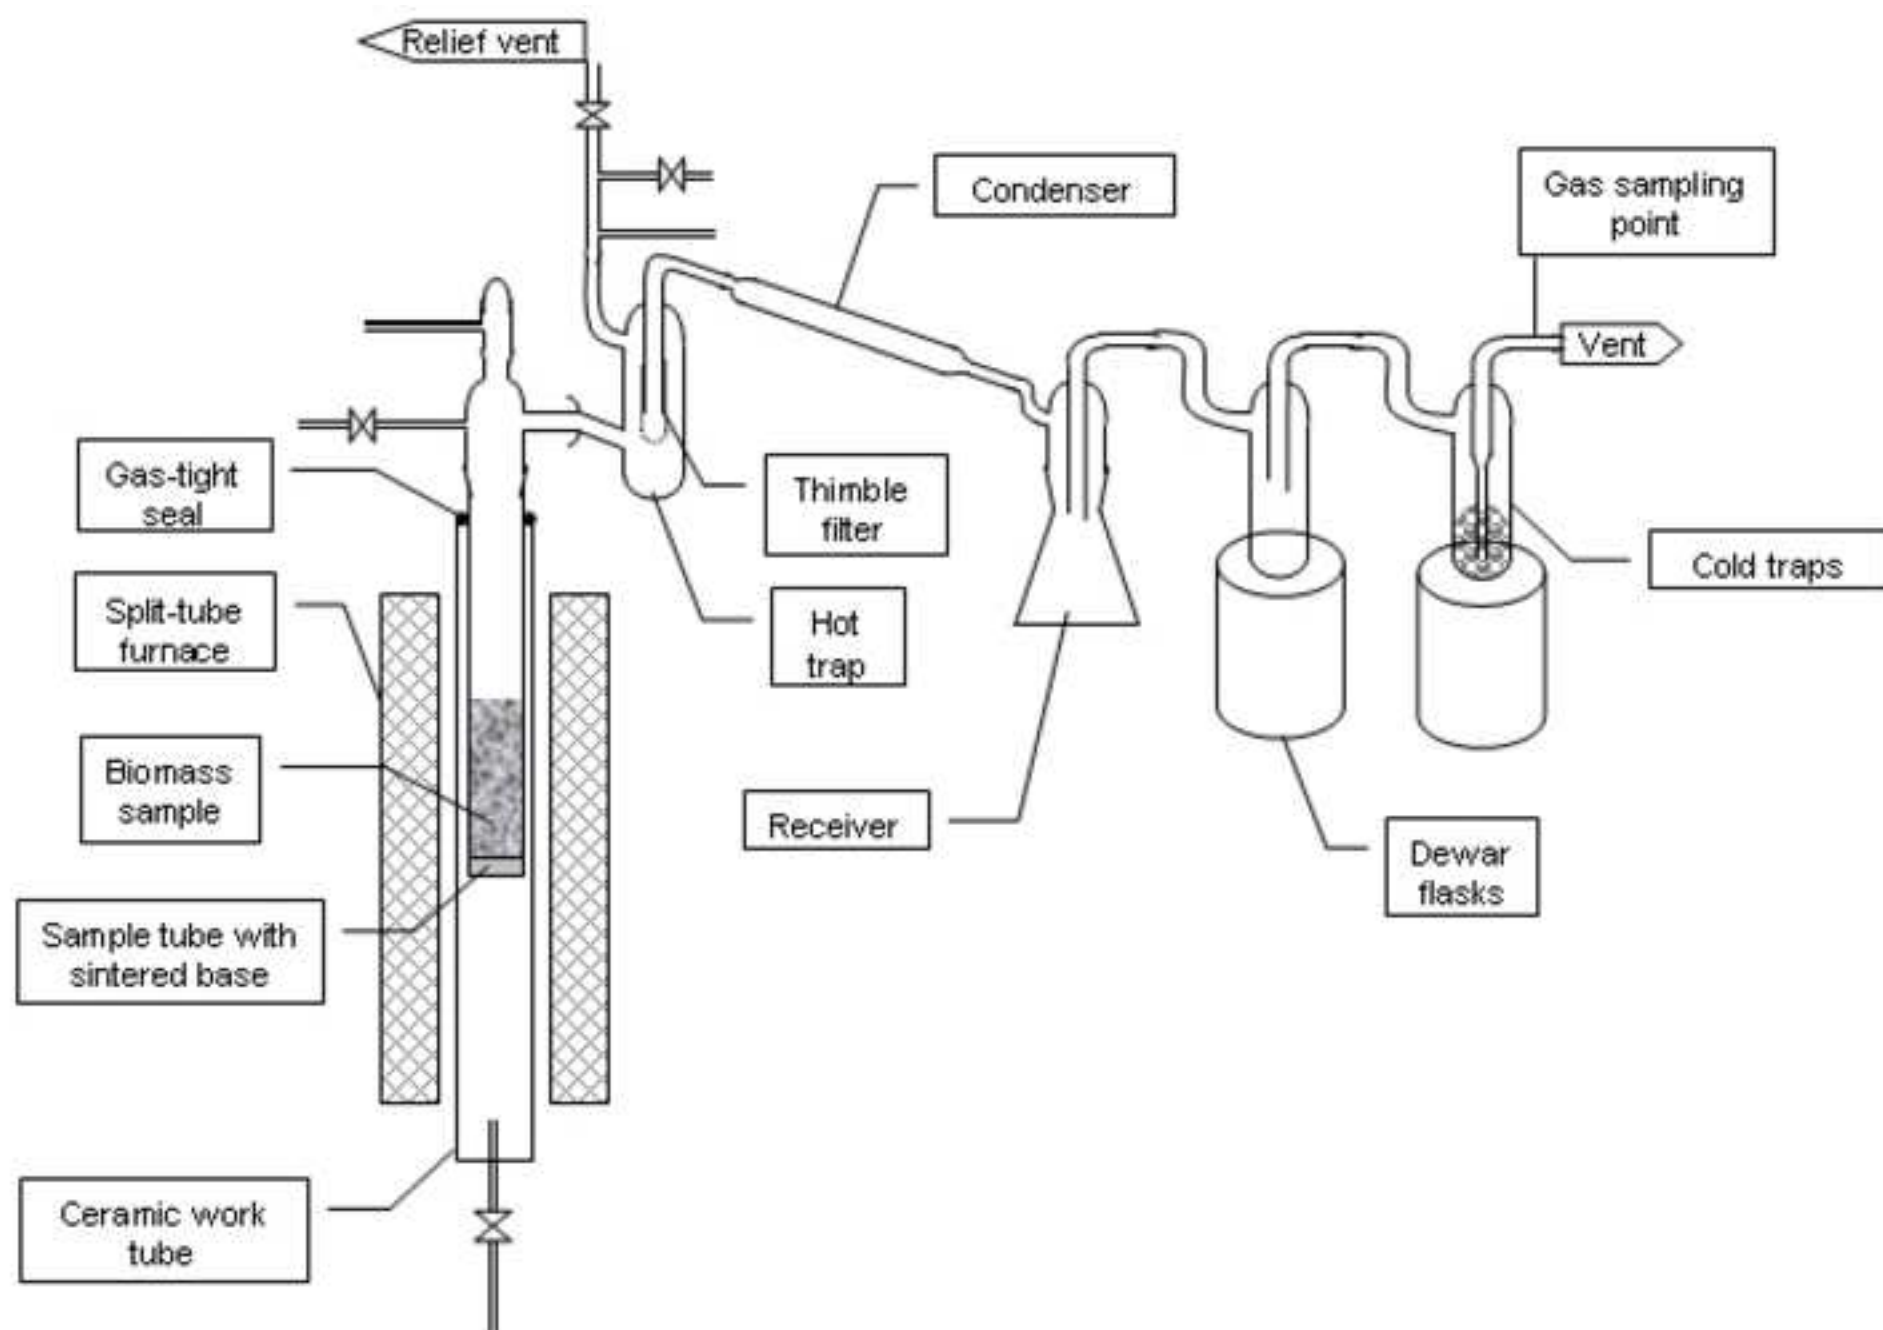 Relief vent
Condenser
Gas sampling
point
Vent
Gas-tight
seal
Thimble
filter
Cold traps
Split-tube
furnace
Hot
trap
Biomass
sample
Receiver
Dewar
flasks
Sample tube with
sintered base
Ceramic work
tube